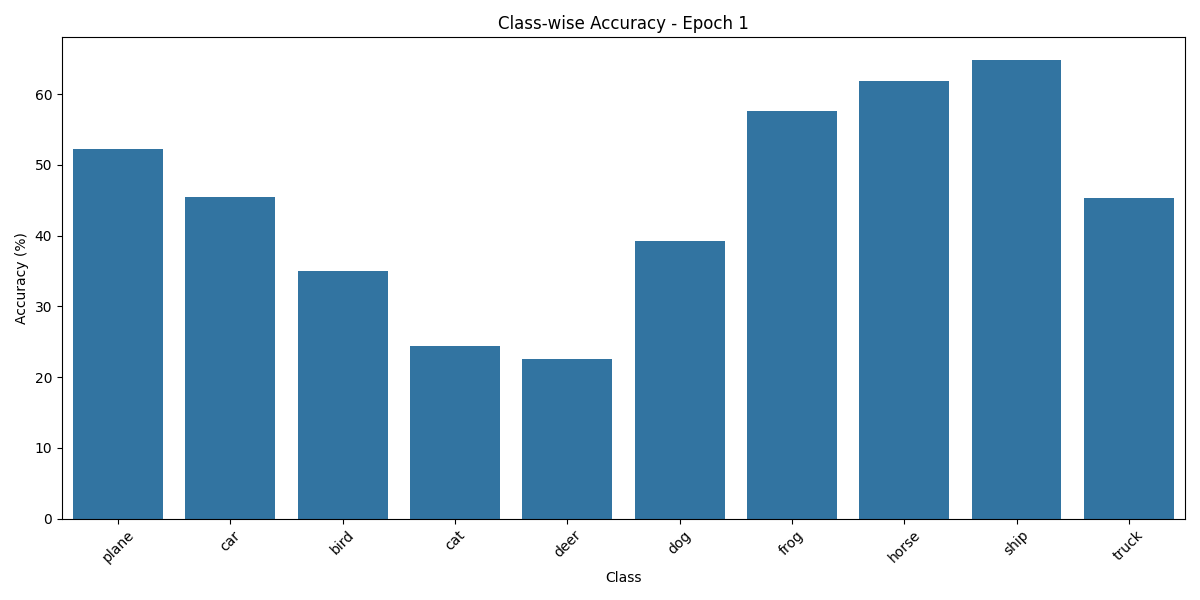 Class-wise Accuracy - Epoch 1
Accuracy (%)
60
50
40
30
20
10
0
plane
car
bird
cat
deer
dog
frog
horse
ship
truck
Class